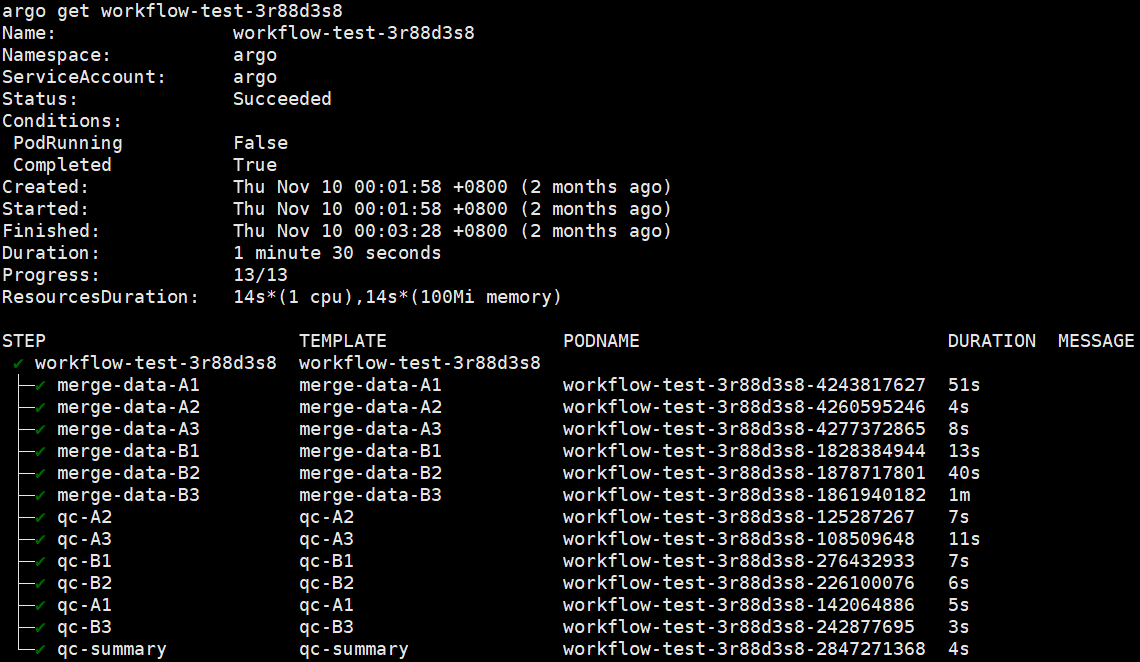 argo get workflow-test-3r88d3s8
Name: workflow-test-3r88d3s8
Namespace: argo
ServiceAccount: argo
Status: Succeeded
Conditions:
PodRunning False
Completed True
Created: Thu Nov 10 00:01:58 +0800 (2 months ago)
Started: Thu Nov 10 00:01:58 +0800 (2 months ago)
Finished: Thu Nov 10 00:03:28 +0800 (2 months ago)
Duration: 1 minute 30 seconds
Progress: 13/13
ResourcesDuration: 14s*(1 cpu),14s*(100Mi memory)
STEP TEMPLATE PODNAME DURATION MESSAGE
✔ workflow-test-3r88d3s8 workflow-test-3r88d3s8
├─✔ merge-data-A1 merge-data-A1 workflow-test-3r88d3s8-4243817627 51s
├─✔ merge-data-A2 merge-data-A2 workflow-test-3r88d3s8-4260595246 4s
├─✔ merge-data-A3 merge-data-A3 workflow-test-3r88d3s8-4277372865 8s
├─✔ merge-data-B1 merge-data-B1 workflow-test-3r88d3s8-1828384944 13s
├─✔ merge-data-B2 merge-data-B2 workflow-test-3r88d3s8-1878717801 40s
├─✔ merge-data-B3 merge-data-B3 workflow-test-3r88d3s8-1861940182 1m
├─✔ qc-A2 qc-A2 workflow-test-3r88d3s8-125287267 7s
├─✔ qc-A3 qc-A3 workflow-test-3r88d3s8-108509648 11s
├─✔ qc-B1 qc-B1 workflow-test-3r88d3s8-276432933 7s
├─✔ qc-B2 qc-B2 workflow-test-3r88d3s8-226100076 6s
├─✔ qc-A1 qc-A1 workflow-test-3r88d3s8-142064886 5s
├─✔ qc-B3 qc-B3 workflow-test-3r88d3s8-242877695 3s
└─✔ qc-summary qc-summary workflow-test-3r88d3s8-2847271368 4s